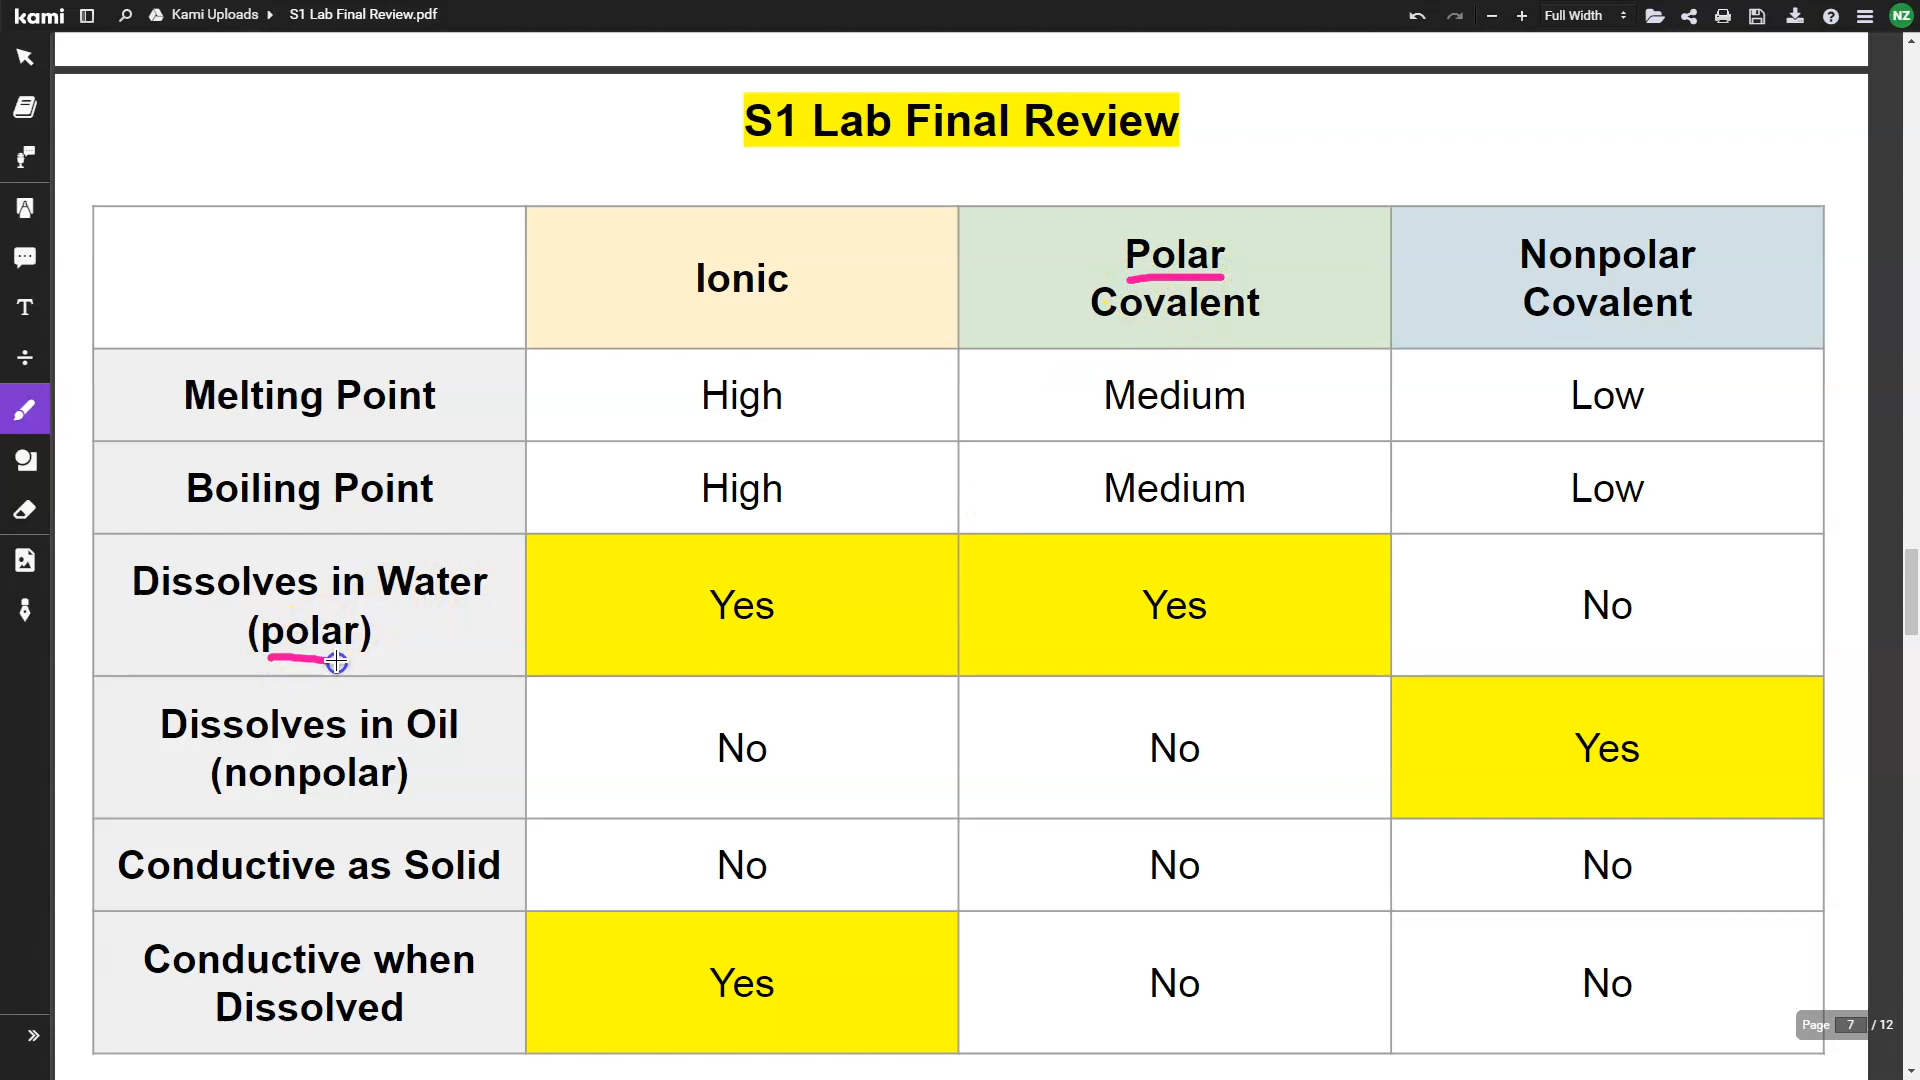 kami Kami Uploads S1 Lab Final Review.pdf Full Width NZ
S1 Lab Final Review
Ionic
Polar
Covalent
Nonpolar
Covalent
Melting Point High Medium Low
Boiling Point High Medium Low
Dissolves in Water
(polar)
Yes Yes No
Dissolves in Oil
(nonpolar)
No No Yes
Conductive as Solid No No No
Conductive when
Dissolved
Yes No No
Page 7 / 12